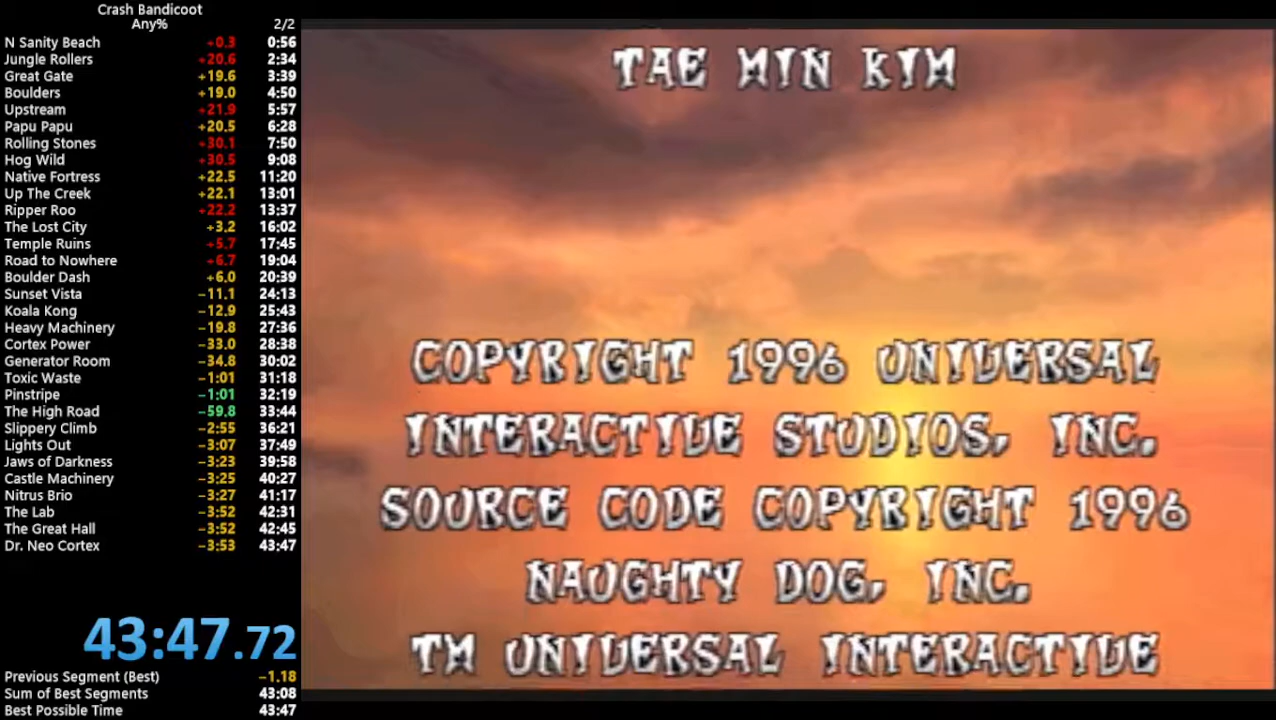 Crash Bandicoot
Any% 2/2
N Sanity Beach +0.3 0:56
Jungle Rollers +20.6 2:34
Great Gate +19.6 3:39
Boulders +19.0 4:50
Upstream +21.9 5:57
Papu Papu +20.5 6:28
Rolling Stones +30.1 7:50
Hog Wild +30.5 9:08
Native Fortress +22.5 11:20
Up The Creek +22.1 13:01
Ripper Roo +22.2 13:37
The Lost City +3.2 16:02
Temple Ruins +5.7 17:45
Road to Nowhere +6.7 19:04
Boulder Dash +6.0 20:39
Sunset Vista −11.1 24:13
Koala Kong −12.9 25:43
Heavy Machinery −19.8 27:36
Cortex Power −33.0 28:38
Generator Room −34.8 30:02
Toxic Waste −1:01 31:18
Pinstripe −1:01 32:19
The High Road −59.8 33:44
Slippery Climb −2:55 36:21
Lights Out −3:07 37:49
Jaws of Darkness −3:23 39:58
Castle Machinery −3:25 40:27
Nitrus Brio −3:27 41:17
The Lab −3:52 42:31
The Great Hall −3:52 42:45
Dr. Neo Cortex −3:53 43:47
43:47.72
Previous Segment (Best) −1.18
Sum of Best Segments 43:08
Best Possible Time 43:47
TAE MIN KIM
COPYRIGHT 1996 UNIVERSAL
INTERACTIVE STUDIOS, INC.
SOURCE CODE COPYRIGHT 1996
NAUGHTY DOG, INC.
TM UNIVERSAL INTERACTIVE